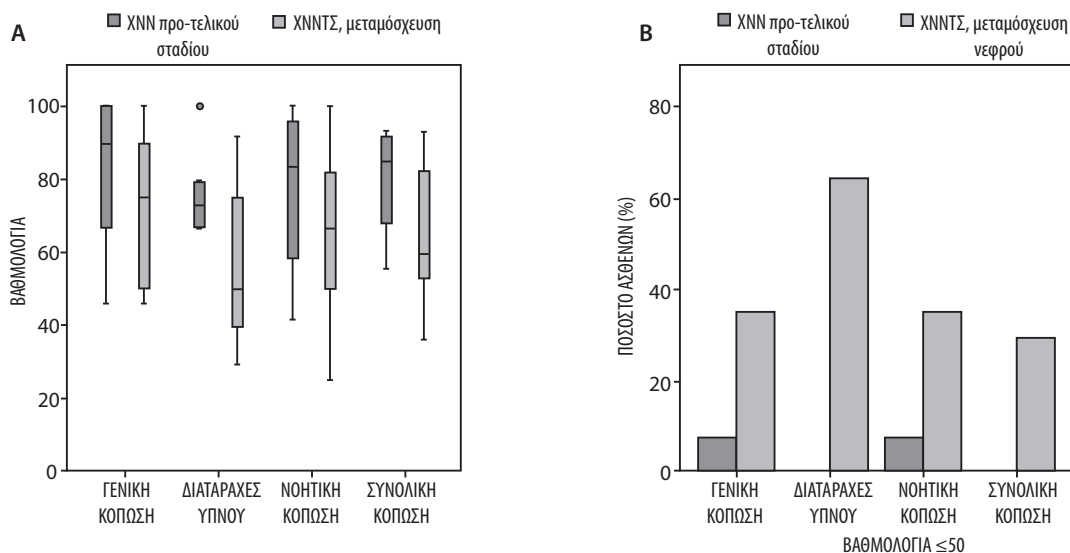 A
ΧΝΝ προ-τελικού
σταδίου
ΧΝΝΤΣ, μεταμόσχευση
ΒΑΘΜΟΛΟΓΙΑ
100
80
60
40
20
0
ΓΕΝΙΚΗ
ΚΟΠΩΣΗ
ΔΙΑΤΑΡΑΧΕΣ
ΥΠΝΟΥ
ΝΟΗΤΙΚΗ
ΚΟΠΩΣΗ
ΣΥΝΟΛΙΚΗ
ΚΟΠΩΣΗ
B
ΧΝΝ προ-τελικού
σταδίου
ΧΝΝΤΣ, μεταμόσχευση
νεφρού
ΠΟΣΟΣΤΟ ΑΣΘΕΝΩΝ (%)
80
60
40
20
0
ΓΕΝΙΚΗ
ΚΟΠΩΣΗ
ΔΙΑΤΑΡΑΧΕΣ
ΥΠΝΟΥ
ΝΟΗΤΙΚΗ
ΚΟΠΩΣΗ
ΣΥΝΟΛΙΚΗ
ΚΟΠΩΣΗ
ΒΑΘΜΟΛΟΓΙΑ ≤50